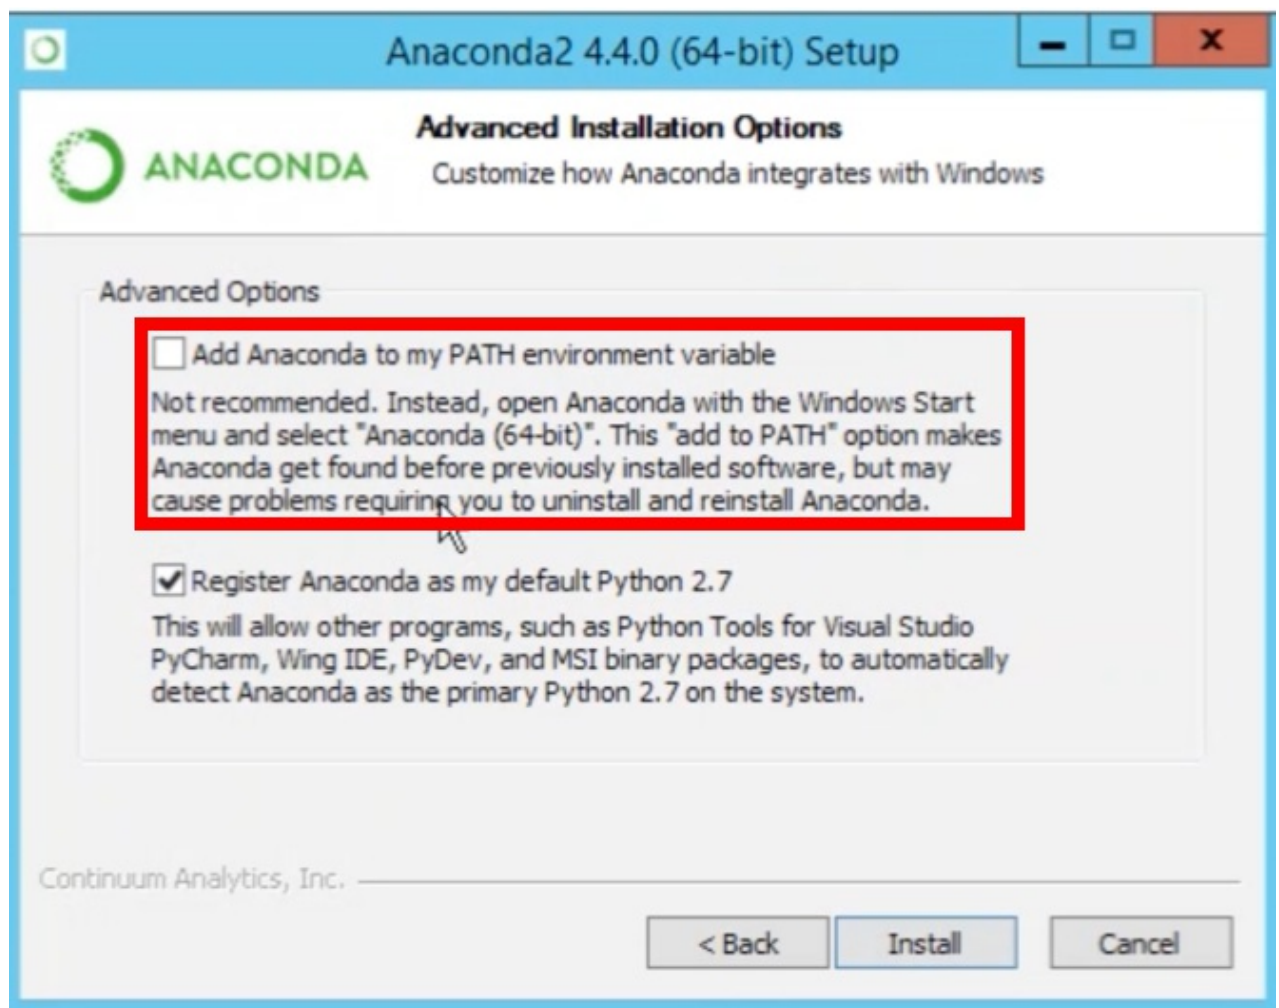 Anaconda2 4.4.0 (64-bit) Setup
ANACONDA
Advanced Installation Options
Customize how Anaconda integrates with Windows
Advanced Options
Add Anaconda to my PATH environment variable
Not recommended. Instead, open Anaconda with the Windows Start
menu and select "Anaconda (64-bit)". This "add to PATH" option makes
Anaconda get found before previously installed software, but may
cause problems requiring you to uninstall and reinstall Anaconda.
Register Anaconda as my default Python 2.7
This will allow other programs, such as Python Tools for Visual Studio
PyCharm, Wing IDE, PyDev, and MSI binary packages, to automatically
detect Anaconda as the primary Python 2.7 on the system.
Continuum Analytics, Inc.
< Back
Install
Cancel